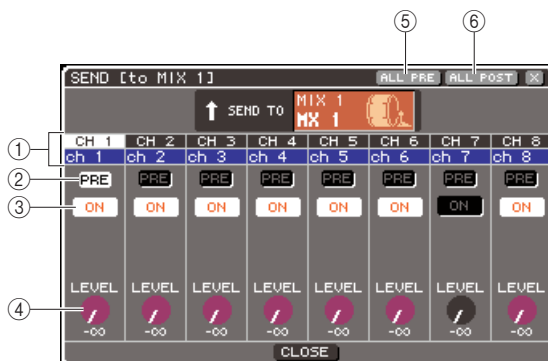 ⑤ ⑥
SEND [to MIX 1] ALL PRE ALL POST X
↑ SEND TO MIX 1
MX 1
① CH 1 CH 2 CH 3 CH 4 CH 5 CH 6 CH 7 CH 8
ch 1 ch 2 ch 3 ch 4 ch 5 ch 6 ch 7 ch 8
② PRE PRE PRE PRE PRE PRE PRE PRE
③ ON ON ON ON ON ON ON ON
LEVEL LEVEL LEVEL LEVEL LEVEL LEVEL LEVEL LEVEL
④
-∞ -∞ -∞ -∞ -∞ -∞ -∞ -∞
CLOSE